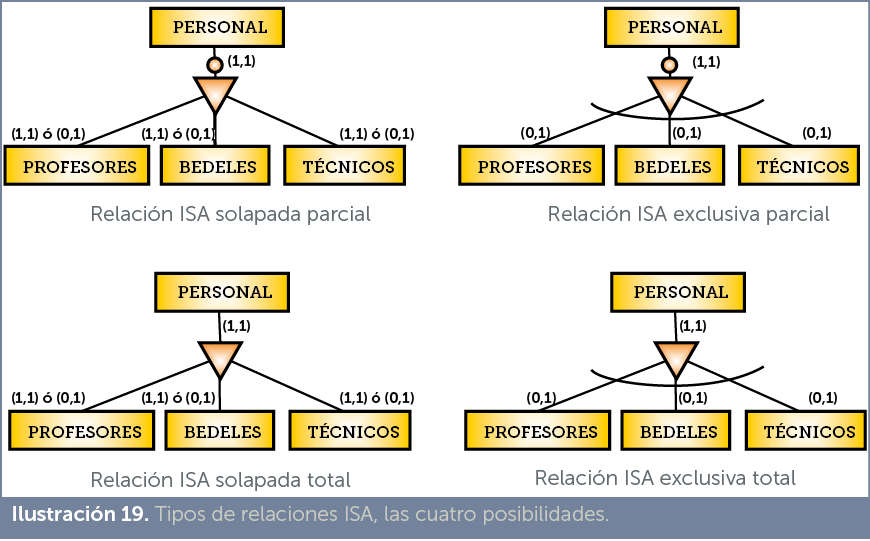 PERSONAL
(1,1)
(1,1) ó (0,1)
(1,1) ó (0,1)
(1,1) ó (0,1)
PROFESORES
BEDELES
TÉCNICOS
Relación ISA solapada parcial
PERSONAL
(1,1)
(0,1)
(0,1)
(0,1)
PROFESORES
BEDELES
TÉCNICOS
Relación ISA exclusiva parcial
PERSONAL
(1,1)
(1,1) ó (0,1)
(1,1) ó (0,1)
(1,1) ó (0,1)
PROFESORES
BEDELES
TÉCNICOS
Relación ISA solapada total
PERSONAL
(1,1)
(0,1)
(0,1)
(0,1)
PROFESORES
BEDELES
TÉCNICOS
Relación ISA exclusiva total
Ilustración 19. Tipos de relaciones ISA, las cuatro posibilidades.